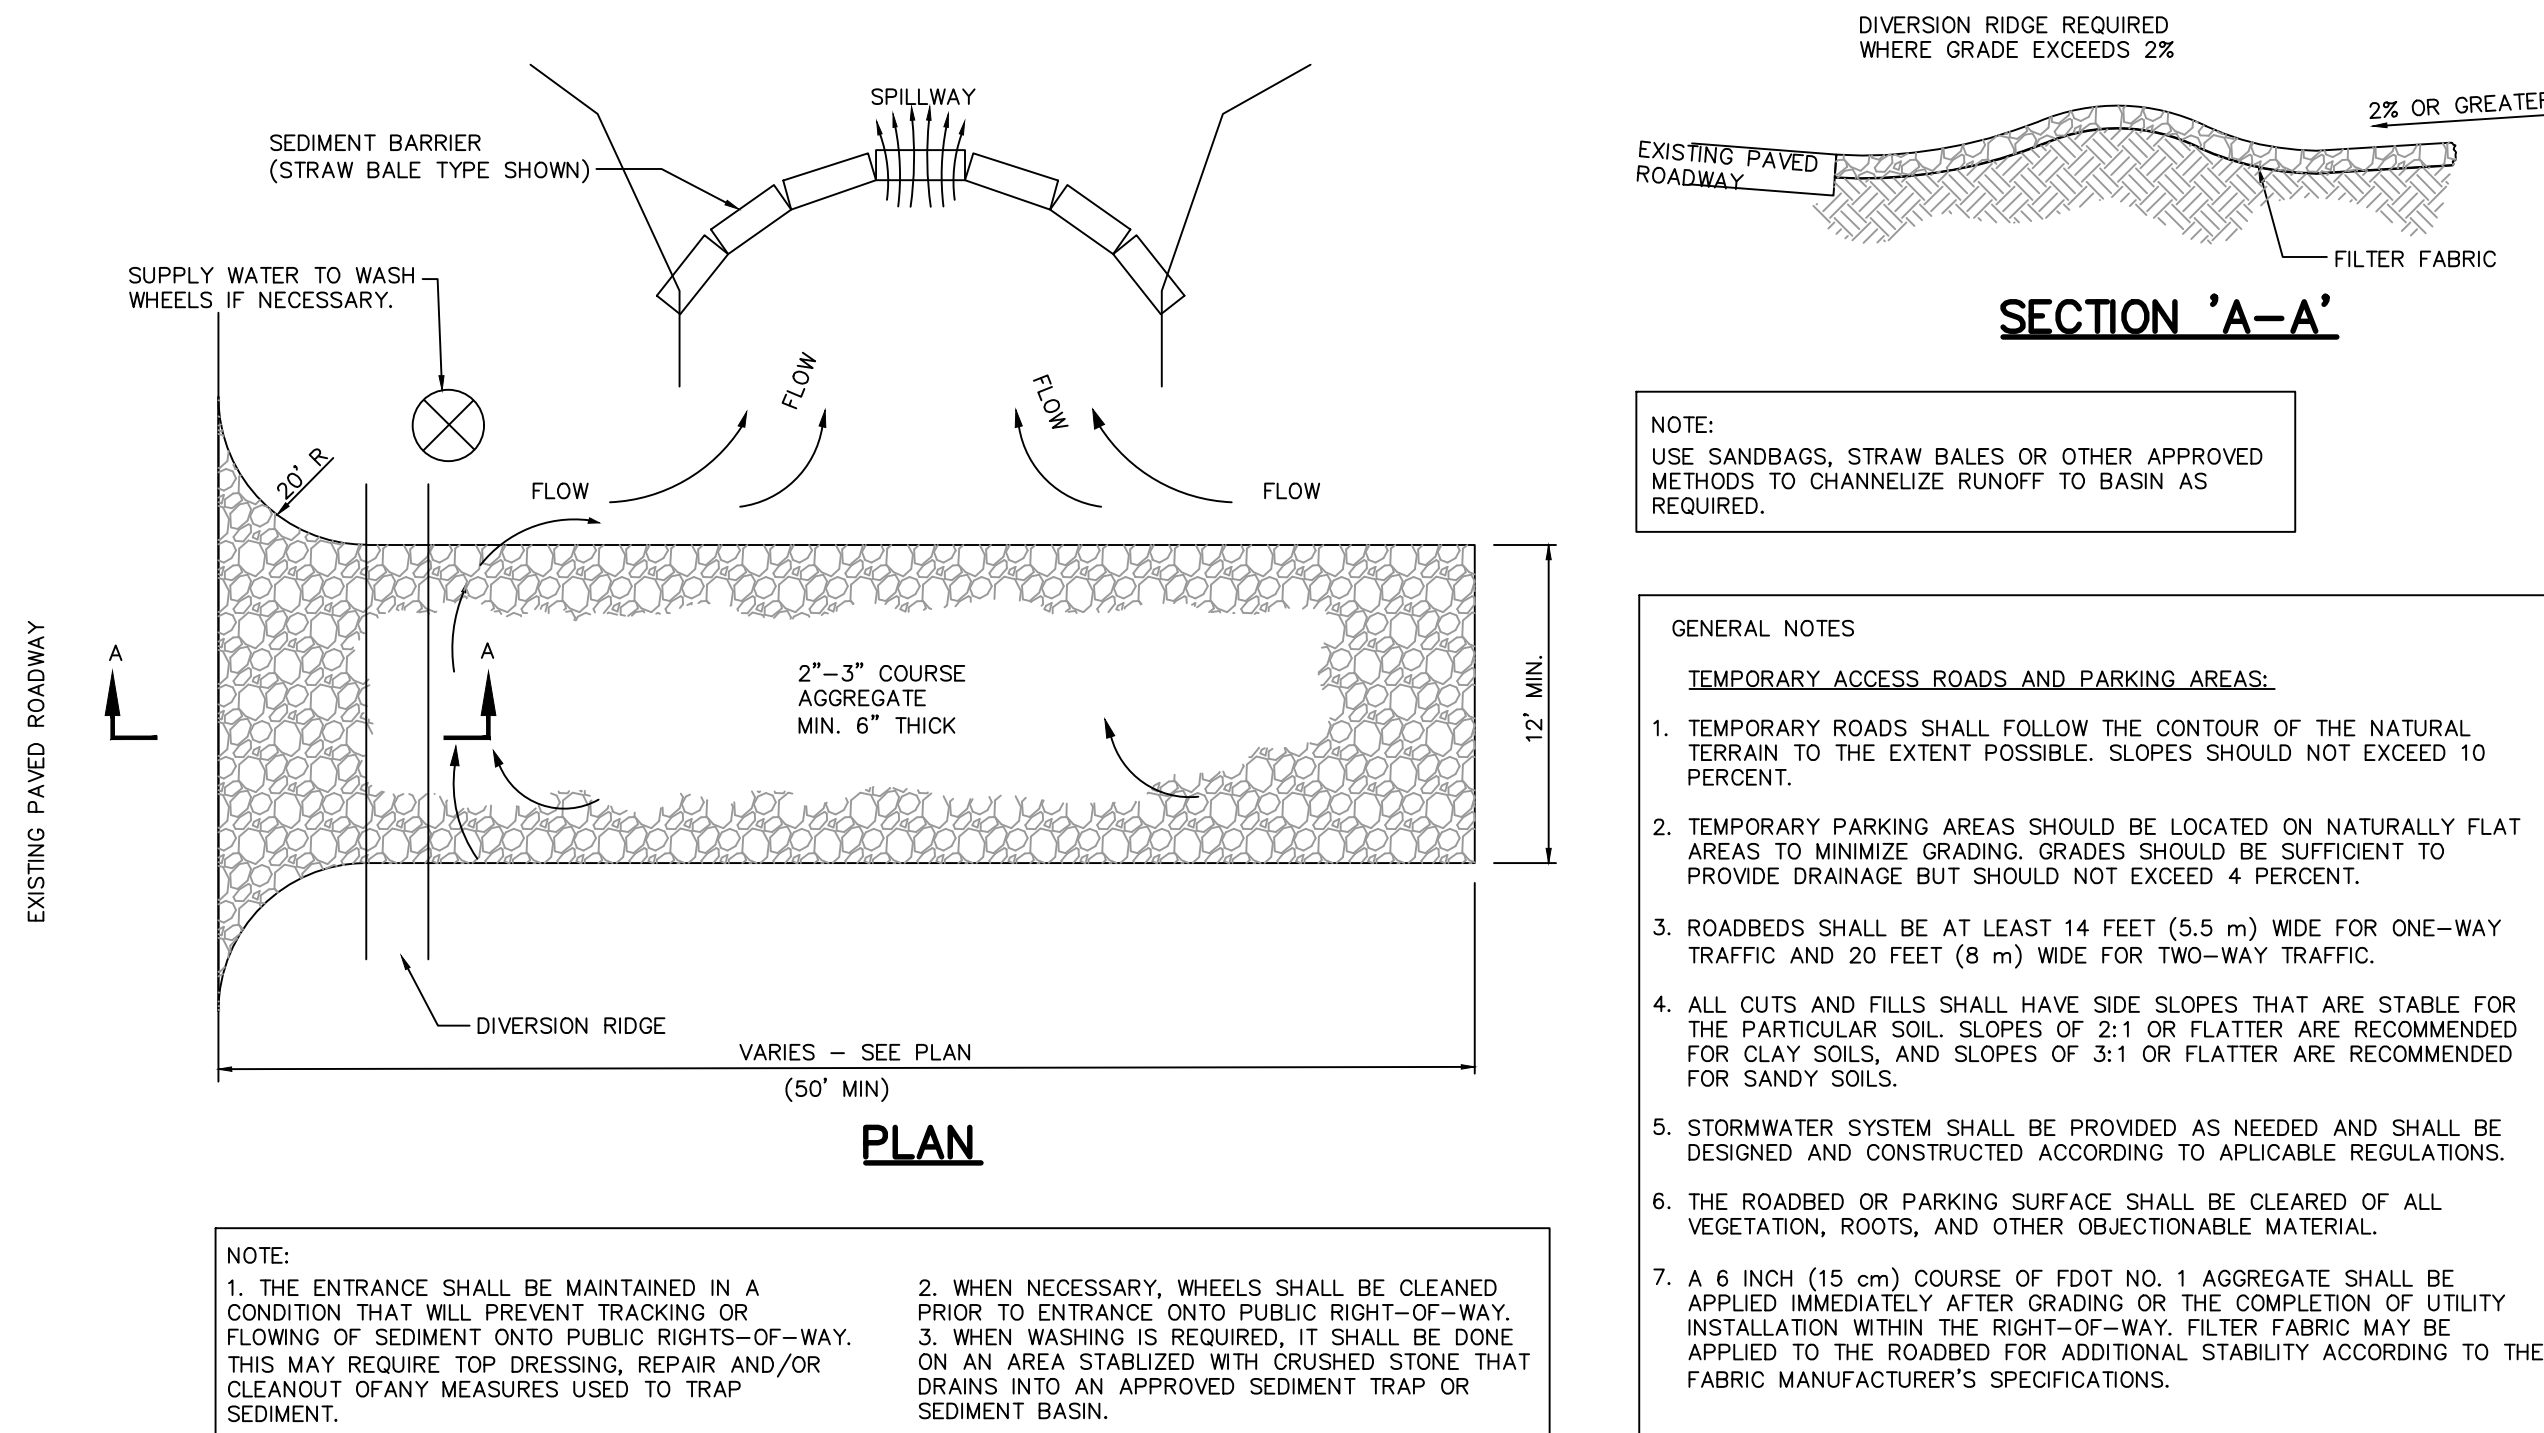 SPILLWAY
SEDIMENT BARRIER
(STRAW BALE TYPE SHOWN)
SUPPLY WATER TO WASH
WHEELS IF NECESSARY.
20' R
FLOW
FLOW
FLOW
FLOW
EXISTING PAVED ROADWAY
A
A
2"-3" COURSE
AGGREGATE
MIN. 6" THICK
12' MIN.
DIVERSION RIDGE
VARIES - SEE PLAN
(50' MIN)
PLAN
NOTE:
1. THE ENTRANCE SHALL BE MAINTAINED IN A
CONDITION THAT WILL PREVENT TRACKING OR
FLOWING OF SEDIMENT ONTO PUBLIC RIGHTS-OF-WAY.
THIS MAY REQUIRE TOP DRESSING, REPAIR AND/OR
CLEANOUT OFANY MEASURES USED TO TRAP
SEDIMENT.
2. WHEN NECESSARY, WHEELS SHALL BE CLEANED
PRIOR TO ENTRANCE ONTO PUBLIC RIGHT-OF-WAY.
3. WHEN WASHING IS REQUIRED, IT SHALL BE DONE
ON AN AREA STABLIZED WITH CRUSHED STONE THAT
DRAINS INTO AN APPROVED SEDIMENT TRAP OR
SEDIMENT BASIN.
DIVERSION RIDGE REQUIRED
WHERE GRADE EXCEEDS 2%
2% OR GREATER
EXISTING PAVED
ROADWAY
FILTER FABRIC
SECTION 'A-A'
NOTE:
USE SANDBAGS, STRAW BALES OR OTHER APPROVED
METHODS TO CHANNELIZE RUNOFF TO BASIN AS
REQUIRED.
GENERAL NOTES
TEMPORARY ACCESS ROADS AND PARKING AREAS:
1. TEMPORARY ROADS SHALL FOLLOW THE CONTOUR OF THE NATURAL
TERRAIN TO THE EXTENT POSSIBLE. SLOPES SHOULD NOT EXCEED 10
PERCENT.
2. TEMPORARY PARKING AREAS SHOULD BE LOCATED ON NATURALLY FLAT
AREAS TO MINIMIZE GRADING. GRADES SHOULD BE SUFFICIENT TO
PROVIDE DRAINAGE BUT SHOULD NOT EXCEED 4 PERCENT.
3. ROADBEDS SHALL BE AT LEAST 14 FEET (5.5 m) WIDE FOR ONE-WAY
TRAFFIC AND 20 FEET (8 m) WIDE FOR TWO-WAY TRAFFIC.
4. ALL CUTS AND FILLS SHALL HAVE SIDE SLOPES THAT ARE STABLE FOR
THE PARTICULAR SOIL. SLOPES OF 2:1 OR FLATTER ARE RECOMMENDED
FOR CLAY SOILS, AND SLOPES OF 3:1 OR FLATTER ARE RECOMMENDED
FOR SANDY SOILS.
5. STORMWATER SYSTEM SHALL BE PROVIDED AS NEEDED AND SHALL BE
DESIGNED AND CONSTRUCTED ACCORDING TO APLICABLE REGULATIONS.
6. THE ROADBED OR PARKING SURFACE SHALL BE CLEARED OF ALL
VEGETATION, ROOTS, AND OTHER OBJECTIONABLE MATERIAL.
7. A 6 INCH (15 cm) COURSE OF FDOT NO. 1 AGGREGATE SHALL BE
APPLIED IMMEDIATELY AFTER GRADING OR THE COMPLETION OF UTILITY
INSTALLATION WITHIN THE RIGHT-OF-WAY. FILTER FABRIC MAY BE
APPLIED TO THE ROADBED FOR ADDITIONAL STABILITY ACCORDING TO THE
FABRIC MANUFACTURER'S SPECIFICATIONS.